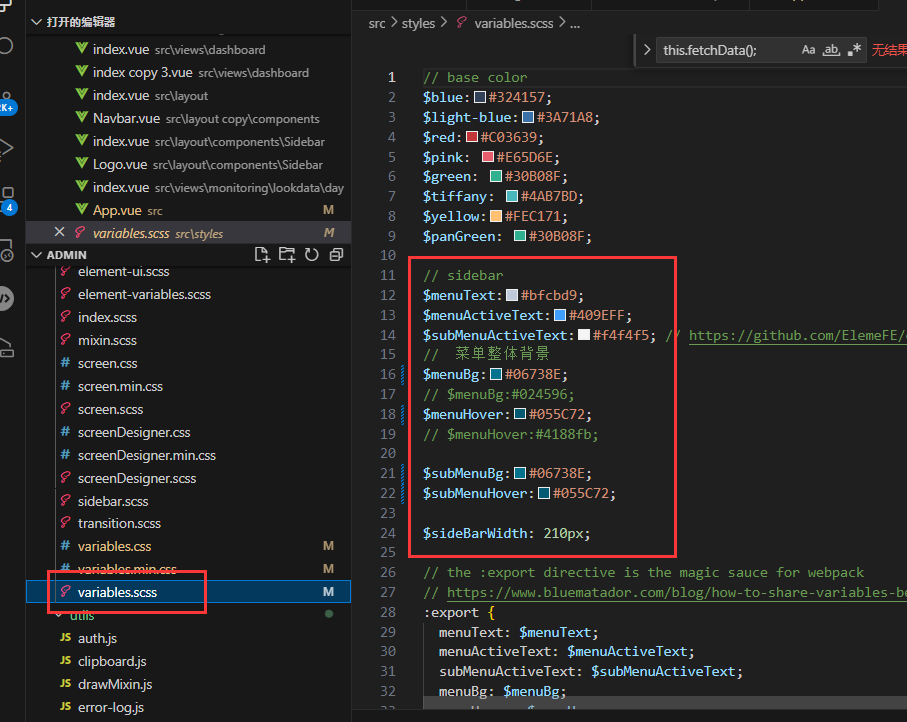 打开的编辑器
index.vue src\views\dashboard
index copy 3.vue src\views\dashboard
index.vue src\layout
Navbar.vue src\layout copy\components
index.vue src\layout\components\Sidebar
Logo.vue src\layout\components\Sidebar
index.vue src\views\monitoring\lookdata\day
App.vue src M
variables.scss src\styles M
ADMIN
element-ui.scss
element-variables.scss
index.scss
mixin.scss
# screen.css
# screen.min.css
screen.scss
# screenDesigner.css
# screenDesigner.min.css
screenDesigner.scss
sidebar.scss
transition.scss
# variables.css M
# variables.min.css M
variables.scss M
utils
JS auth.js
JS clipboard.js
JS drawMixin.js
JS error-log.js
K+
4
src > styles > variables.scss > ...
> this.fetchData(); Aa ab .* 无结果
1 // base color
2 $blue:#324157;
3 $light-blue:#3A71A8;
4 $red:#C03639;
5 $pink: #E65D6E;
6 $green: #30B08F;
7 $tiffany: #4AB7BD;
8 $yellow:#FEC171;
9 $panGreen: #30B08F;
10
11 // sidebar
12 $menuText:#bfcbd9;
13 $menuActiveText:#409EFF;
14 $subMenuActiveText:#f4f4f5; // https://github.com/ElemeFE/
15 // 菜单整体背景
16 $menuBg:#06738E;
17 // $menuBg:#024596;
18 $menuHover:#055C72;
19 // $menuHover:#4188fb;
20
21 $subMenuBg:#06738E;
22 $subMenuHover:#055C72;
23
24 $sideBarWidth: 210px;
25
26 // the :export directive is the magic sauce for webpack
27 // https://www.bluematador.com/blog/how-to-share-variables-be
28 :export {
29 menuText: $menuText;
30 menuActiveText: $menuActiveText;
31 subMenuActiveText: $subMenuActiveText;
32 menuBg: $menuBg;